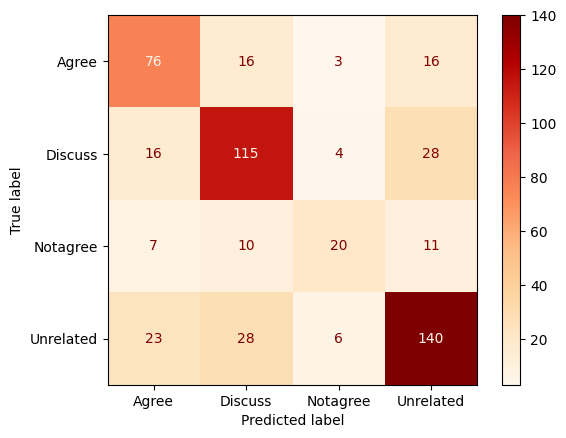 140
Agree 76 16 3 16
120
Discuss 16 115 4 28
100
80
Notagree 7 10 20 11
60
40
Unrelated 23 28 6 140
20
Agree Discuss Notagree Unrelated
Predicted label
True label